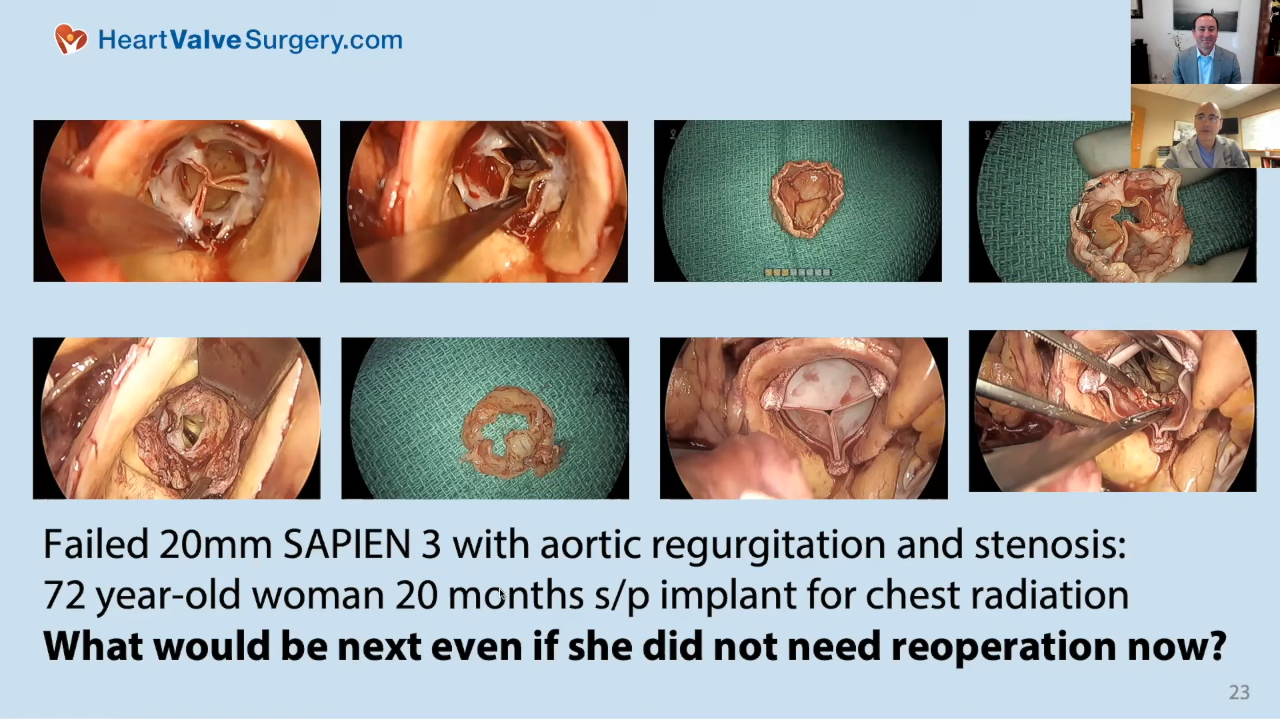 HeartValveSurgery.com
Failed 20mm SAPIEN 3 with aortic regurgitation and stenosis:
72 year-old woman 20 months s/p implant for chest radiation
What would be next even if she did not need reoperation now?
23